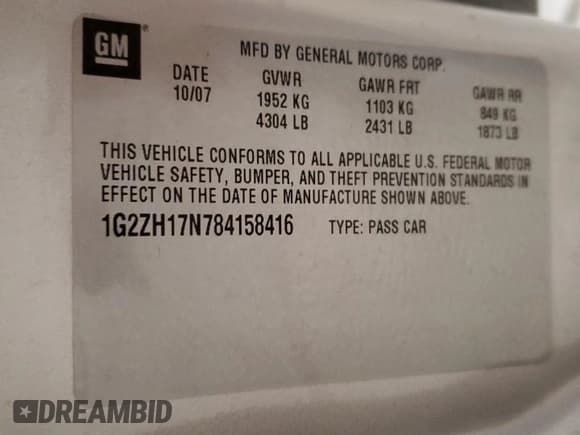 GM
MFD BY GENERAL MOTORS CORP.
DATE GVWR GAWR FRT GAWR RR
10/07 1952 KG 1103 KG 849 KG
4304 LB 2431 LB 1873 LB
THIS VEHICLE CONFORMS TO ALL APPLICABLE U.S. FEDERAL MOTOR
VEHICLE SAFETY, BUMPER, AND THEFT PREVENTION STANDARDS IN
EFFECT ON THE DATE OF MANUFACTURE SHOWN ABOVE.
1G2ZH17N784158416 TYPE: PASS CAR
DREAMBID